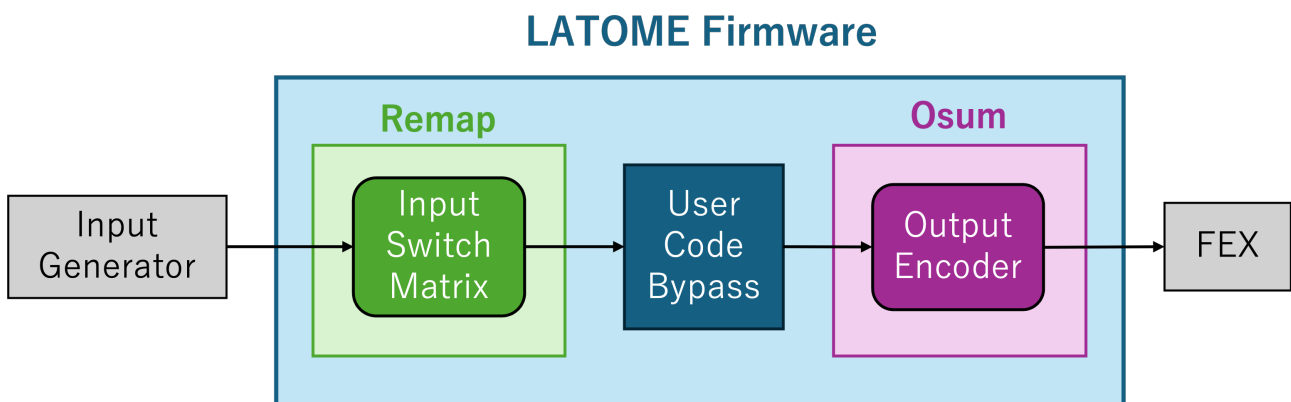 LATOME Firmware
Remap
Osum
Input
Generator
Input
Switch
Matrix
User
Code
Bypass
Output
Encoder
FEX